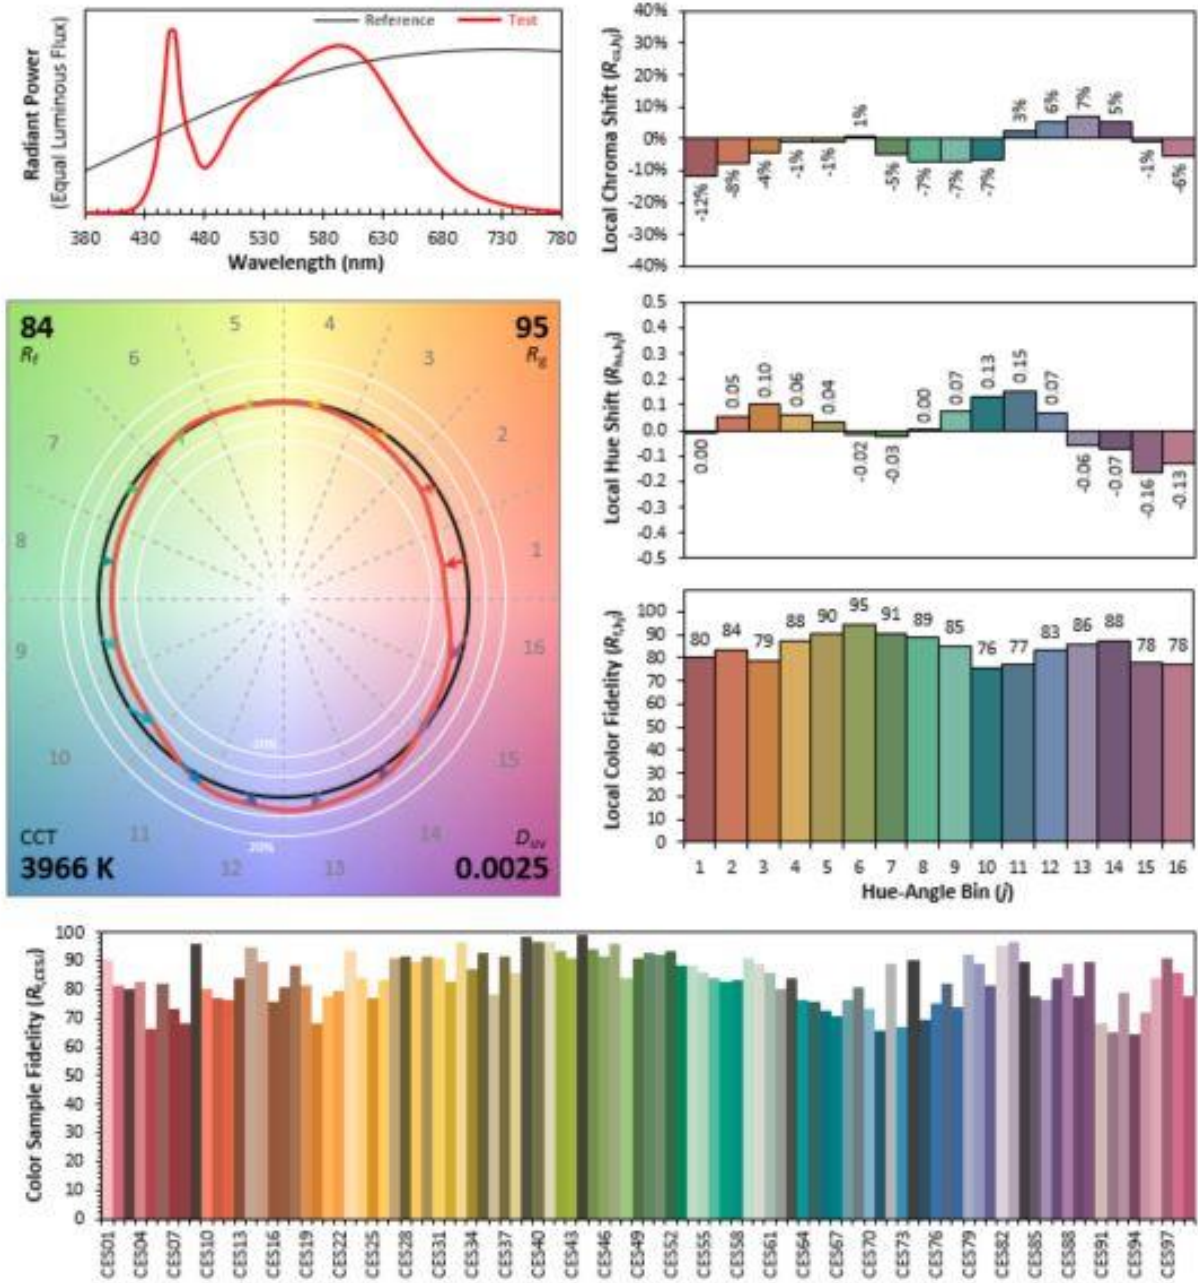 Reference Test
Radiant Power
(Equal Luminous Flux)
380 430 480 530 580 630 680 730 780
Wavelength (nm)
Local Chroma Shift (Rcs,hj)
40%
30%
20%
10%
0%
-10%
-20%
-30%
-40%
-12% -8% -4% -1% -1% 1% -5% -7% -7% -7% 3% 6% 7% 5% -1% -6%
84
Rf
95
Rg
5 4
6 3
7 2
8 1
9 16
10 15
11 14
12 13
-20%
20%
CCT
3966 K
Duv
0.0025
Local Hue Shift (Rhs,hj)
0.5
0.4
0.3
0.2
0.1
0.0
-0.1
-0.2
-0.3
-0.4
-0.5
0.00 0.05 0.10 0.06 0.04 -0.02 -0.03 0.00 0.07 0.13 0.15 0.07 -0.06 -0.07 -0.16 -0.13
Local Color Fidelity (Rf,hj)
100
90
80
70
60
50
40
30
20
10
0
80 84 79 88 90 95 91 89 85 76 77 83 86 88 78 78
1 2 3 4 5 6 7 8 9 10 11 12 13 14 15 16
Hue-Angle Bin (j)
Color Sample Fidelity (Rf,CESi)
100
90
80
70
60
50
40
30
20
10
0
CES01 CES04 CES07 CES10 CES13 CES16 CES19 CES22 CES25 CES28 CES31 CES34 CES37 CES40 CES43 CES46 CES49 CES52 CES55 CES58 CES61 CES64 CES67 CES70 CES73 CES76 CES79 CES82 CES85 CES88 CES91 CES94 CES97